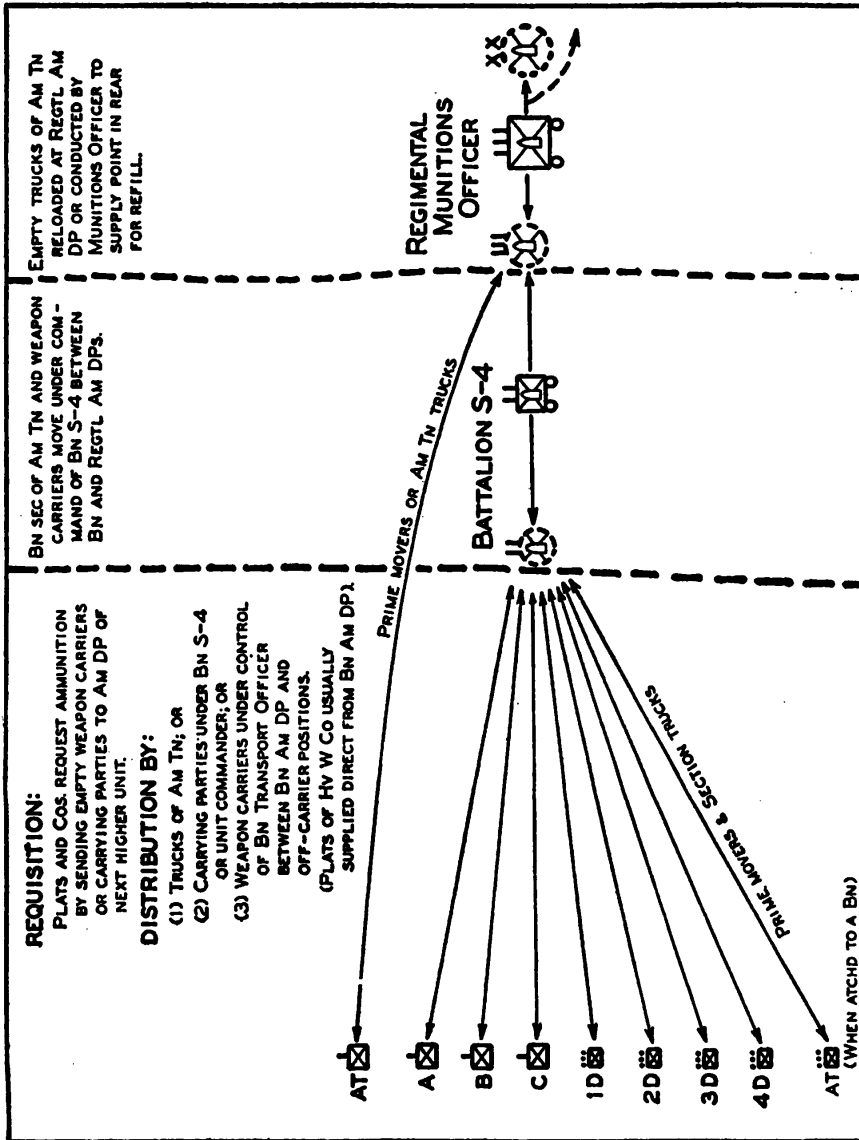 REQUISITION:
PLATS AND COS. REQUEST AMMUNITION
BY SENDING EMPTY WEAPON CARRIERS
OR CARRYING PARTIES TO AM DP OF
NEXT HIGHER UNIT.
DISTRIBUTION BY:
(1) TRUCKS OF AM TN; OR
(2) CARRYING PARTIES UNDER BN S-4
OR UNIT COMMANDER; OR
(3) WEAPON CARRIERS UNDER CONTROL
OF BN TRANSPORT OFFICER
BETWEEN BN AM DP AND
OFF-CARRIER POSITIONS.
(PLATS OF HV W CO USUALLY
SUPPLIED DIRECT FROM BN AM DP).
BN SEC OF AM TN AND WEAPON
CARRIERS MOVE UNDER COM-
MAND OF BN S-4 BETWEEN
BN AND REGTL AM DPS.
EMPTY TRUCKS OF AM TN
RELOADED AT REGTL AM
DP OR CONDUCTED BY
MUNITIONS OFFICER TO
SUPPLY POINT IN REAR
FOR REFILL.
PRIME MOVERS OR AM TN TRUCKS
BATTALION S-4
REGIMENTAL
MUNITIONS
OFFICER
XX
AT
A
B
C
1D
2D
3D
4D
AT
(WHEN ATCHD TO A BN)
PRIME MOVERS & SECTION TRUCKS